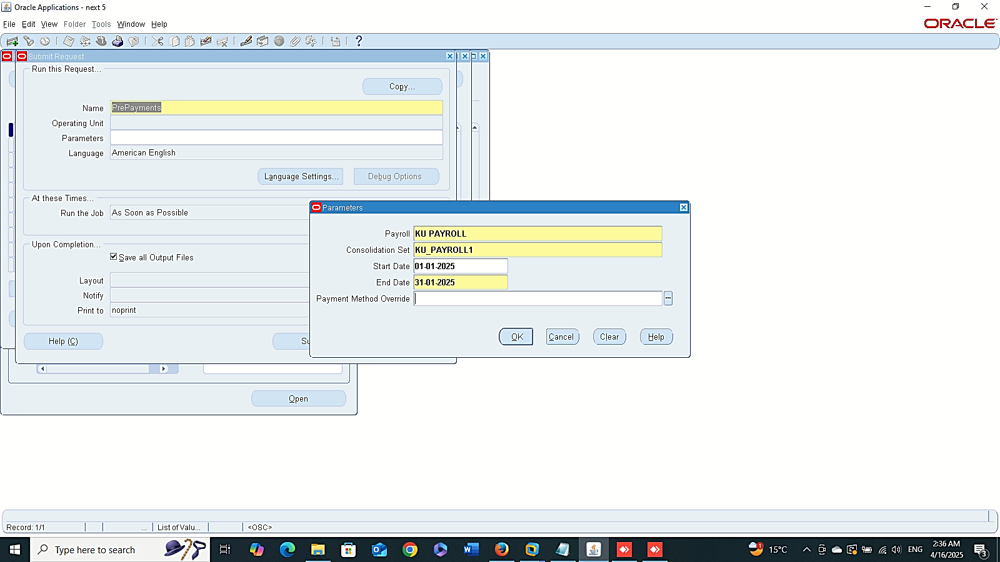 Oracle Applications - next 5
File Edit View Folder Tools Window Help
ORACLE
Submit Request
Run this Request...
Copy...
Name PrePayments
Operating Unit
Parameters
Language American English
Language Settings... Debug Options
At these Times...
Run the Job As Soon as Possible
Upon Completion...
Save all Output Files
Layout
Notify
Print to noprint
Help (C) Su
Parameters
Payroll KU PAYROLL
Consolidation Set KU_PAYROLL1
Start Date 01-01-2025
End Date 31-01-2025
Payment Method Override
OK Cancel Clear Help
Open
Record: 1/1 ... List of Valu... <OSC>
Type here to search
1 15°C ENG 2:36 AM
4/16/2025 3